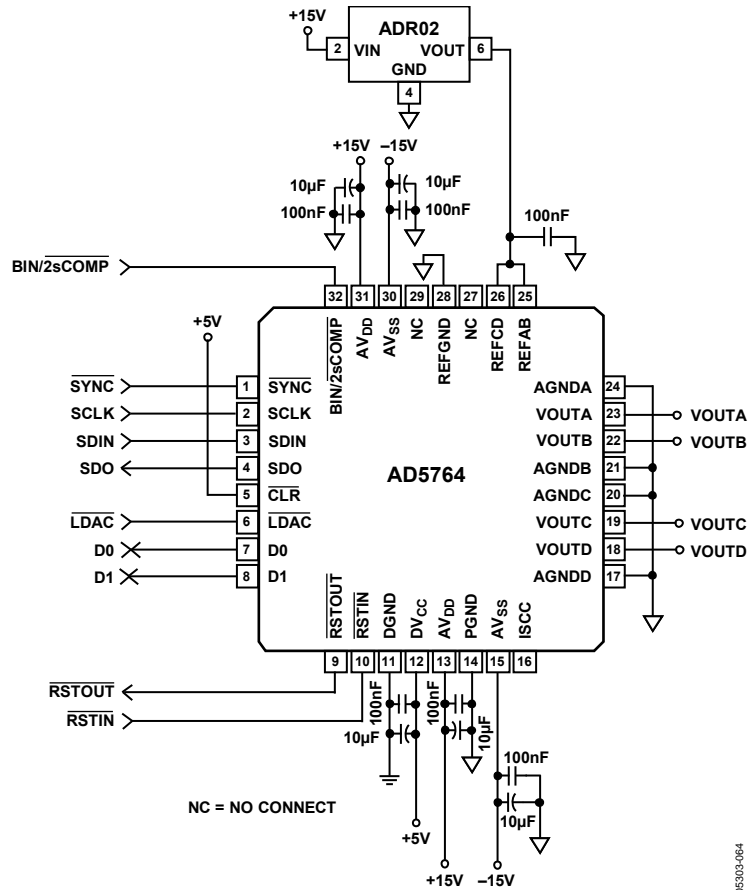 +15V
ADR02
2 VIN VOUT 6
GND
4
+15V –15V
10µF 10µF
100nF 100nF
100nF
BIN/2sCOMP
32 31 30 29 28 27 26 25
+5V
BIN/2sCOMP AVDD AVSS NC REFGND NC REFCD REFAB
SYNC 1 SYNC AGNDA 24
SCLK 2 SCLK VOUTA 23 VOUTA
SDIN 3 SDIN VOUTB 22 VOUTB
SDO 4 SDO AD5764 AGNDB 21
5 CLR AGNDC 20
LDAC 6 LDAC VOUTC 19 VOUTC
D0 7 D0 VOUTD 18 VOUTD
D1 8 D1 AGNDD 17
RSTOUT RSTIN DGND DVCC AVDD PGND AVSS ISCC
9 10 11 12 13 14 15 16
RSTOUT
RSTIN
100nF 100nF
10µF 10µF
100nF
10µF
NC = NO CONNECT
+5V
+15V –15V
05303-064